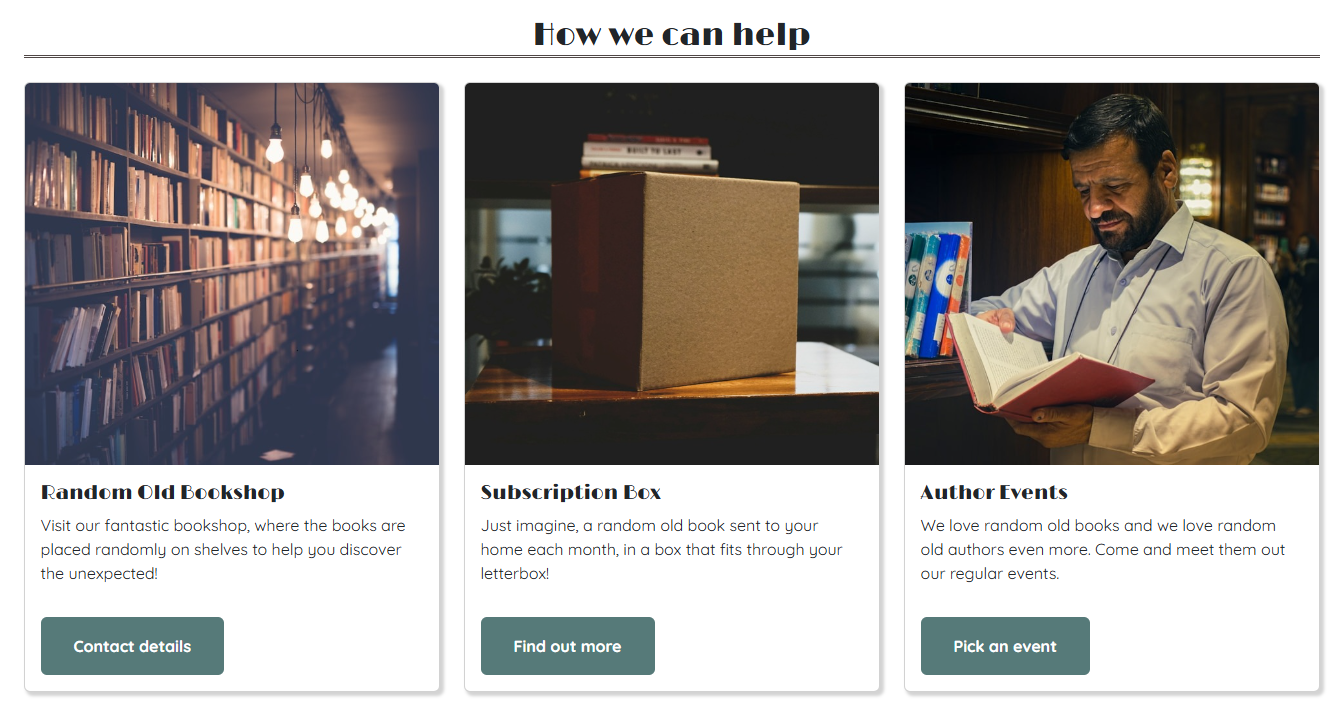 How we can help
BUILT TO LAST
Random Old Bookshop
Visit our fantastic bookshop, where the books are
placed randomly on shelves to help you discover
the unexpected!
Contact details
Subscription Box
Just imagine, a random old book sent to your
home each month, in a box that fits through your
letterbox!
Find out more
Author Events
We love random old books and we love random
old authors even more. Come and meet them out
our regular events.
Pick an event